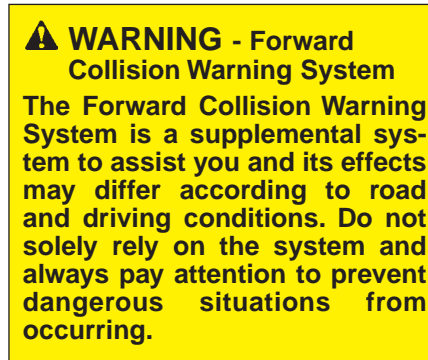 WARNING - Forward
Collision Warning System
The Forward Collision Warning
System is a supplemental sys-
tem to assist you and its effects
may differ according to road
and driving conditions. Do not
solely rely on the system and
always pay attention to prevent
dangerous situations from
occurring.